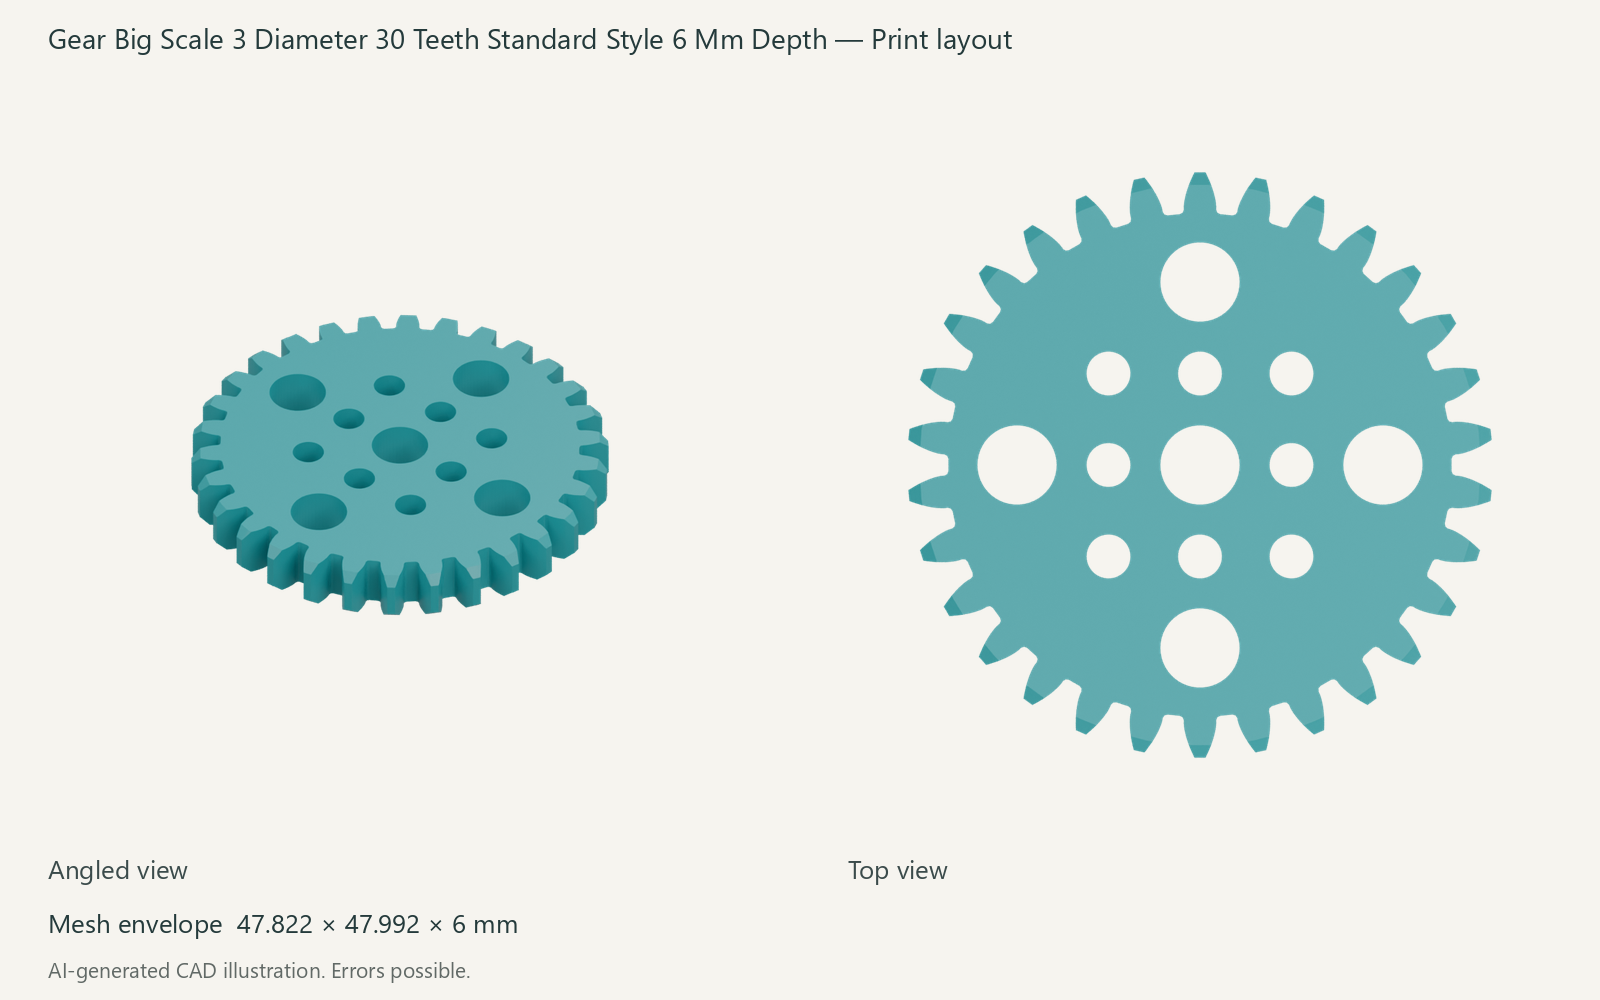 Gear Big Scale 3 Diameter 30 Teeth Standard Style 6 Mm Depth — Print layout
Angled view
Top view
Mesh envelope 47.822 × 47.992 × 6 mm
AI-generated CAD illustration. Errors possible.